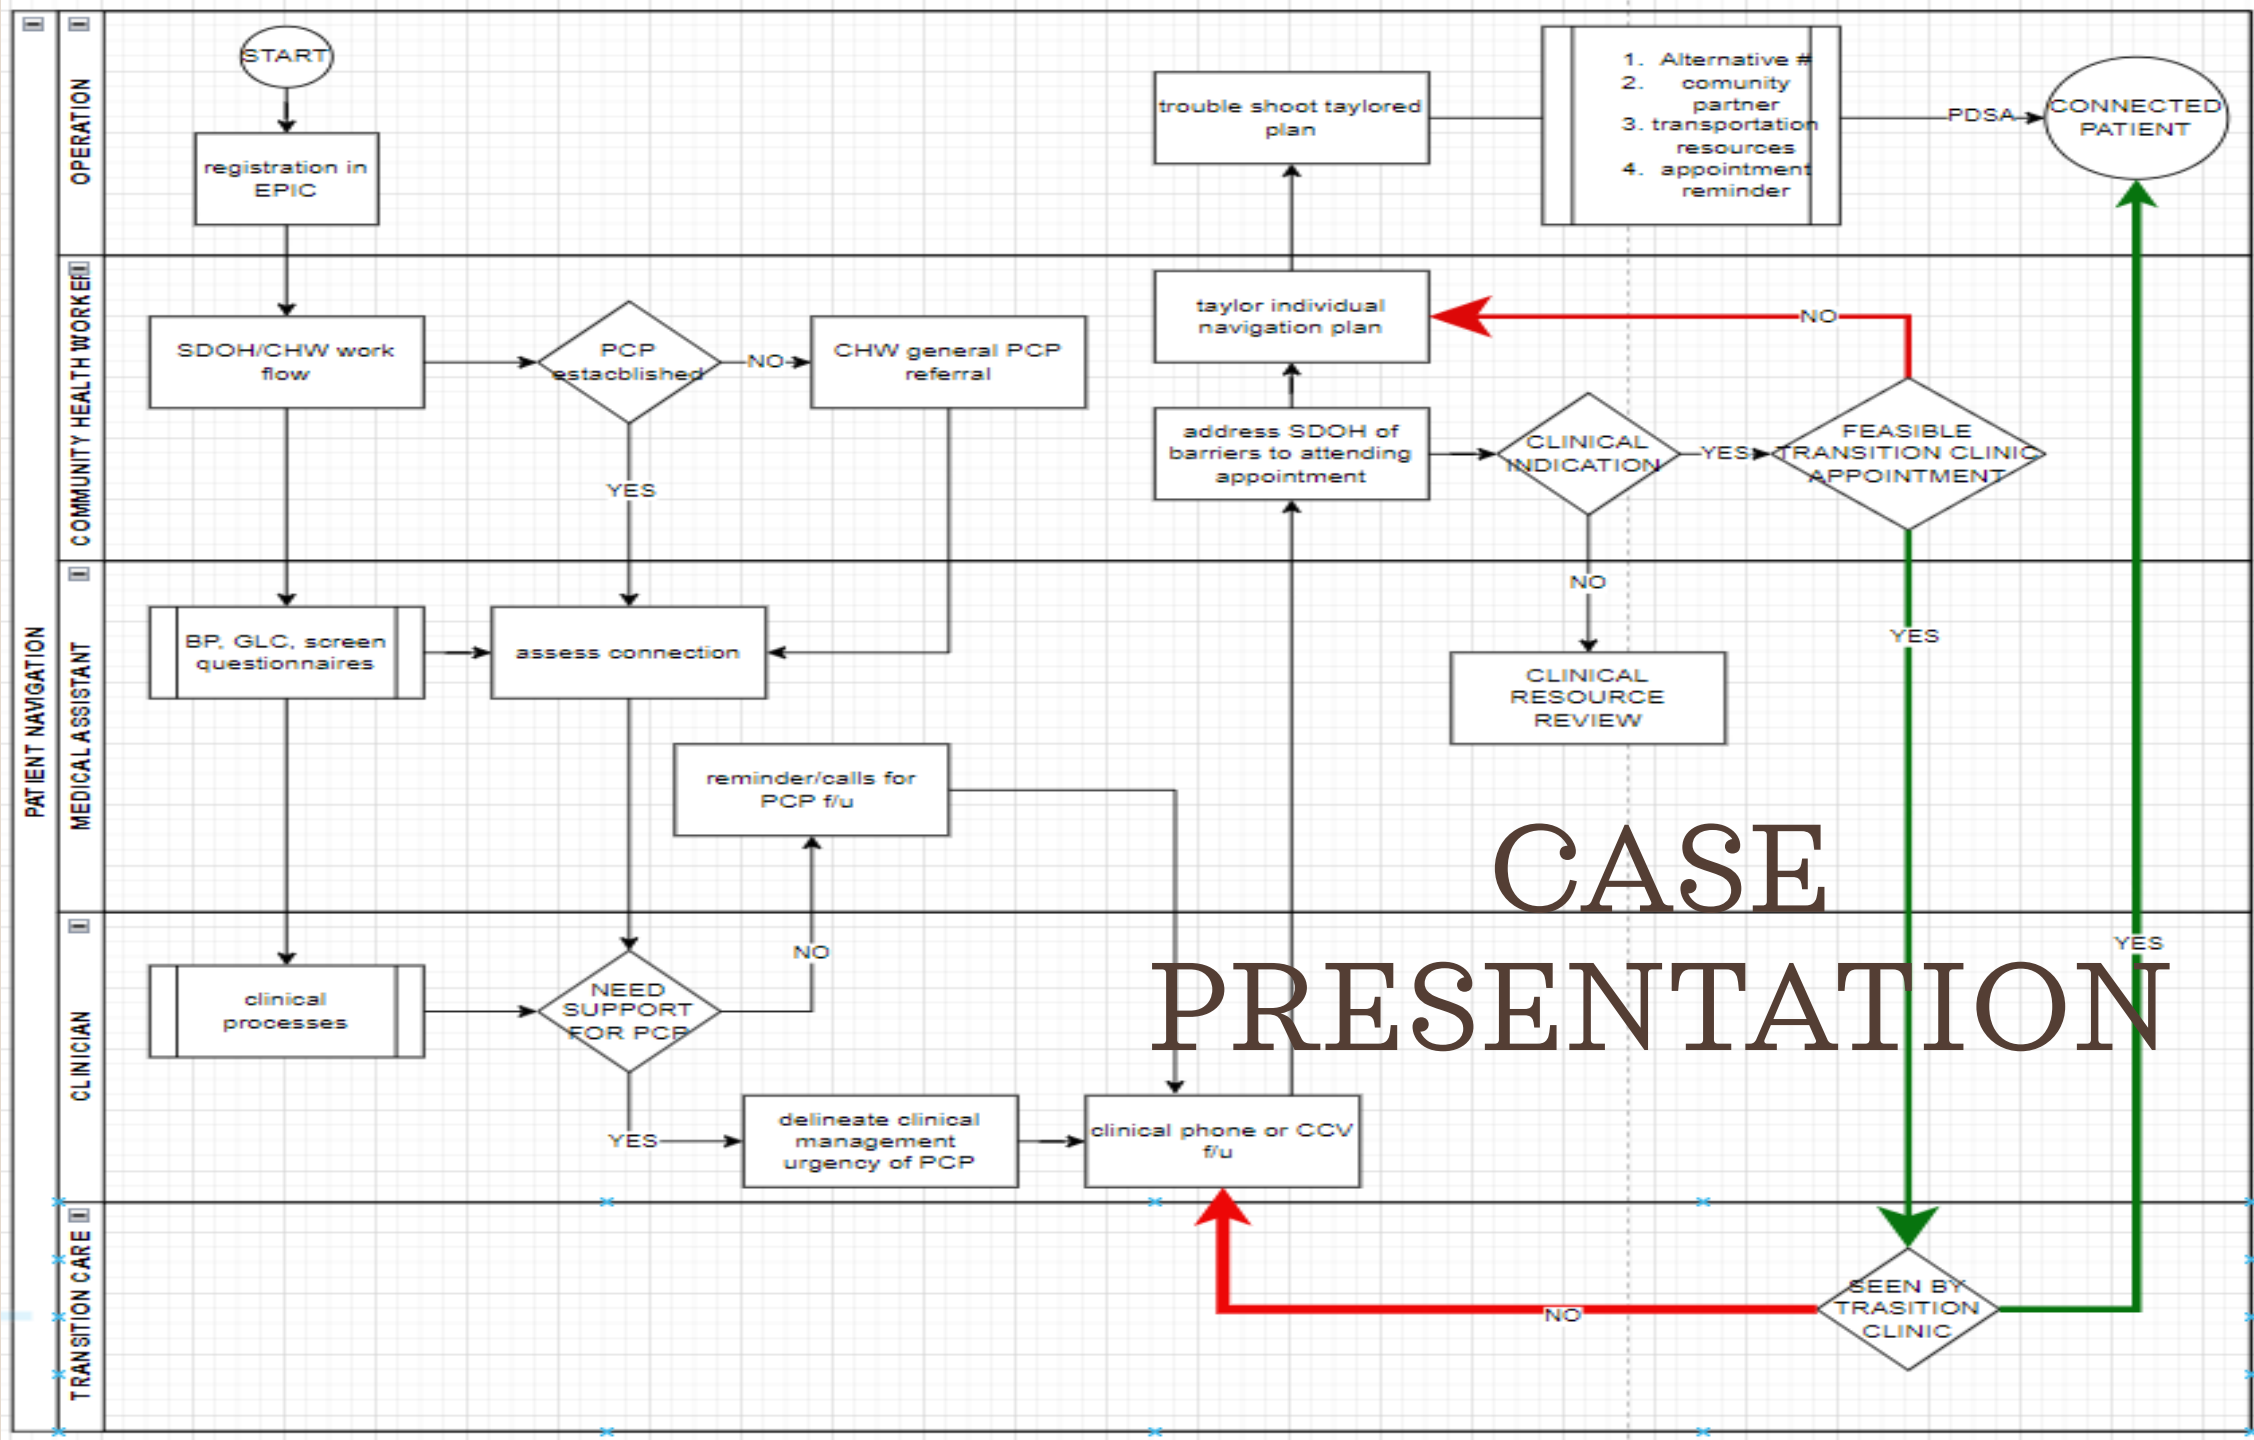 PATIENT NAVIGATION
OPERATION
START
registration in
EPIC
trouble shoot taylored
plan
1. Alternative #
2. comunity
partner
3. transportation
resources
4. appointment
reminder
PDSA
CONNECTED
PATIENT
COMMUNITY HEALTH WORKER
SDOH/CHW work
flow
PCP
estacblished
NO
CHW general PCP
referral
YES
taylor individual
navigation plan
NO
address SDOH of
barriers to attending
appointment
CLINICAL
INDICATION
YES
FEASIBLE
TRANSITION CLINIC
APPOINTMENT
NO
YES
MEDICAL ASSISTANT
BP, GLC, screen
questionnaires
assess connection
CLINICAL
RESOURCE
REVIEW
reminder/calls for
PCP f/u
CASE
PRESENTATION
CLINICIAN
clinical
processes
NEED
SUPPORT
FOR PCP
NO
YES
delineate clinical
management
urgency of PCP
clinical phone or CCV
f/u
YES
TRANSITION CARE
NO
SEEN BY
TRASITION
CLINIC